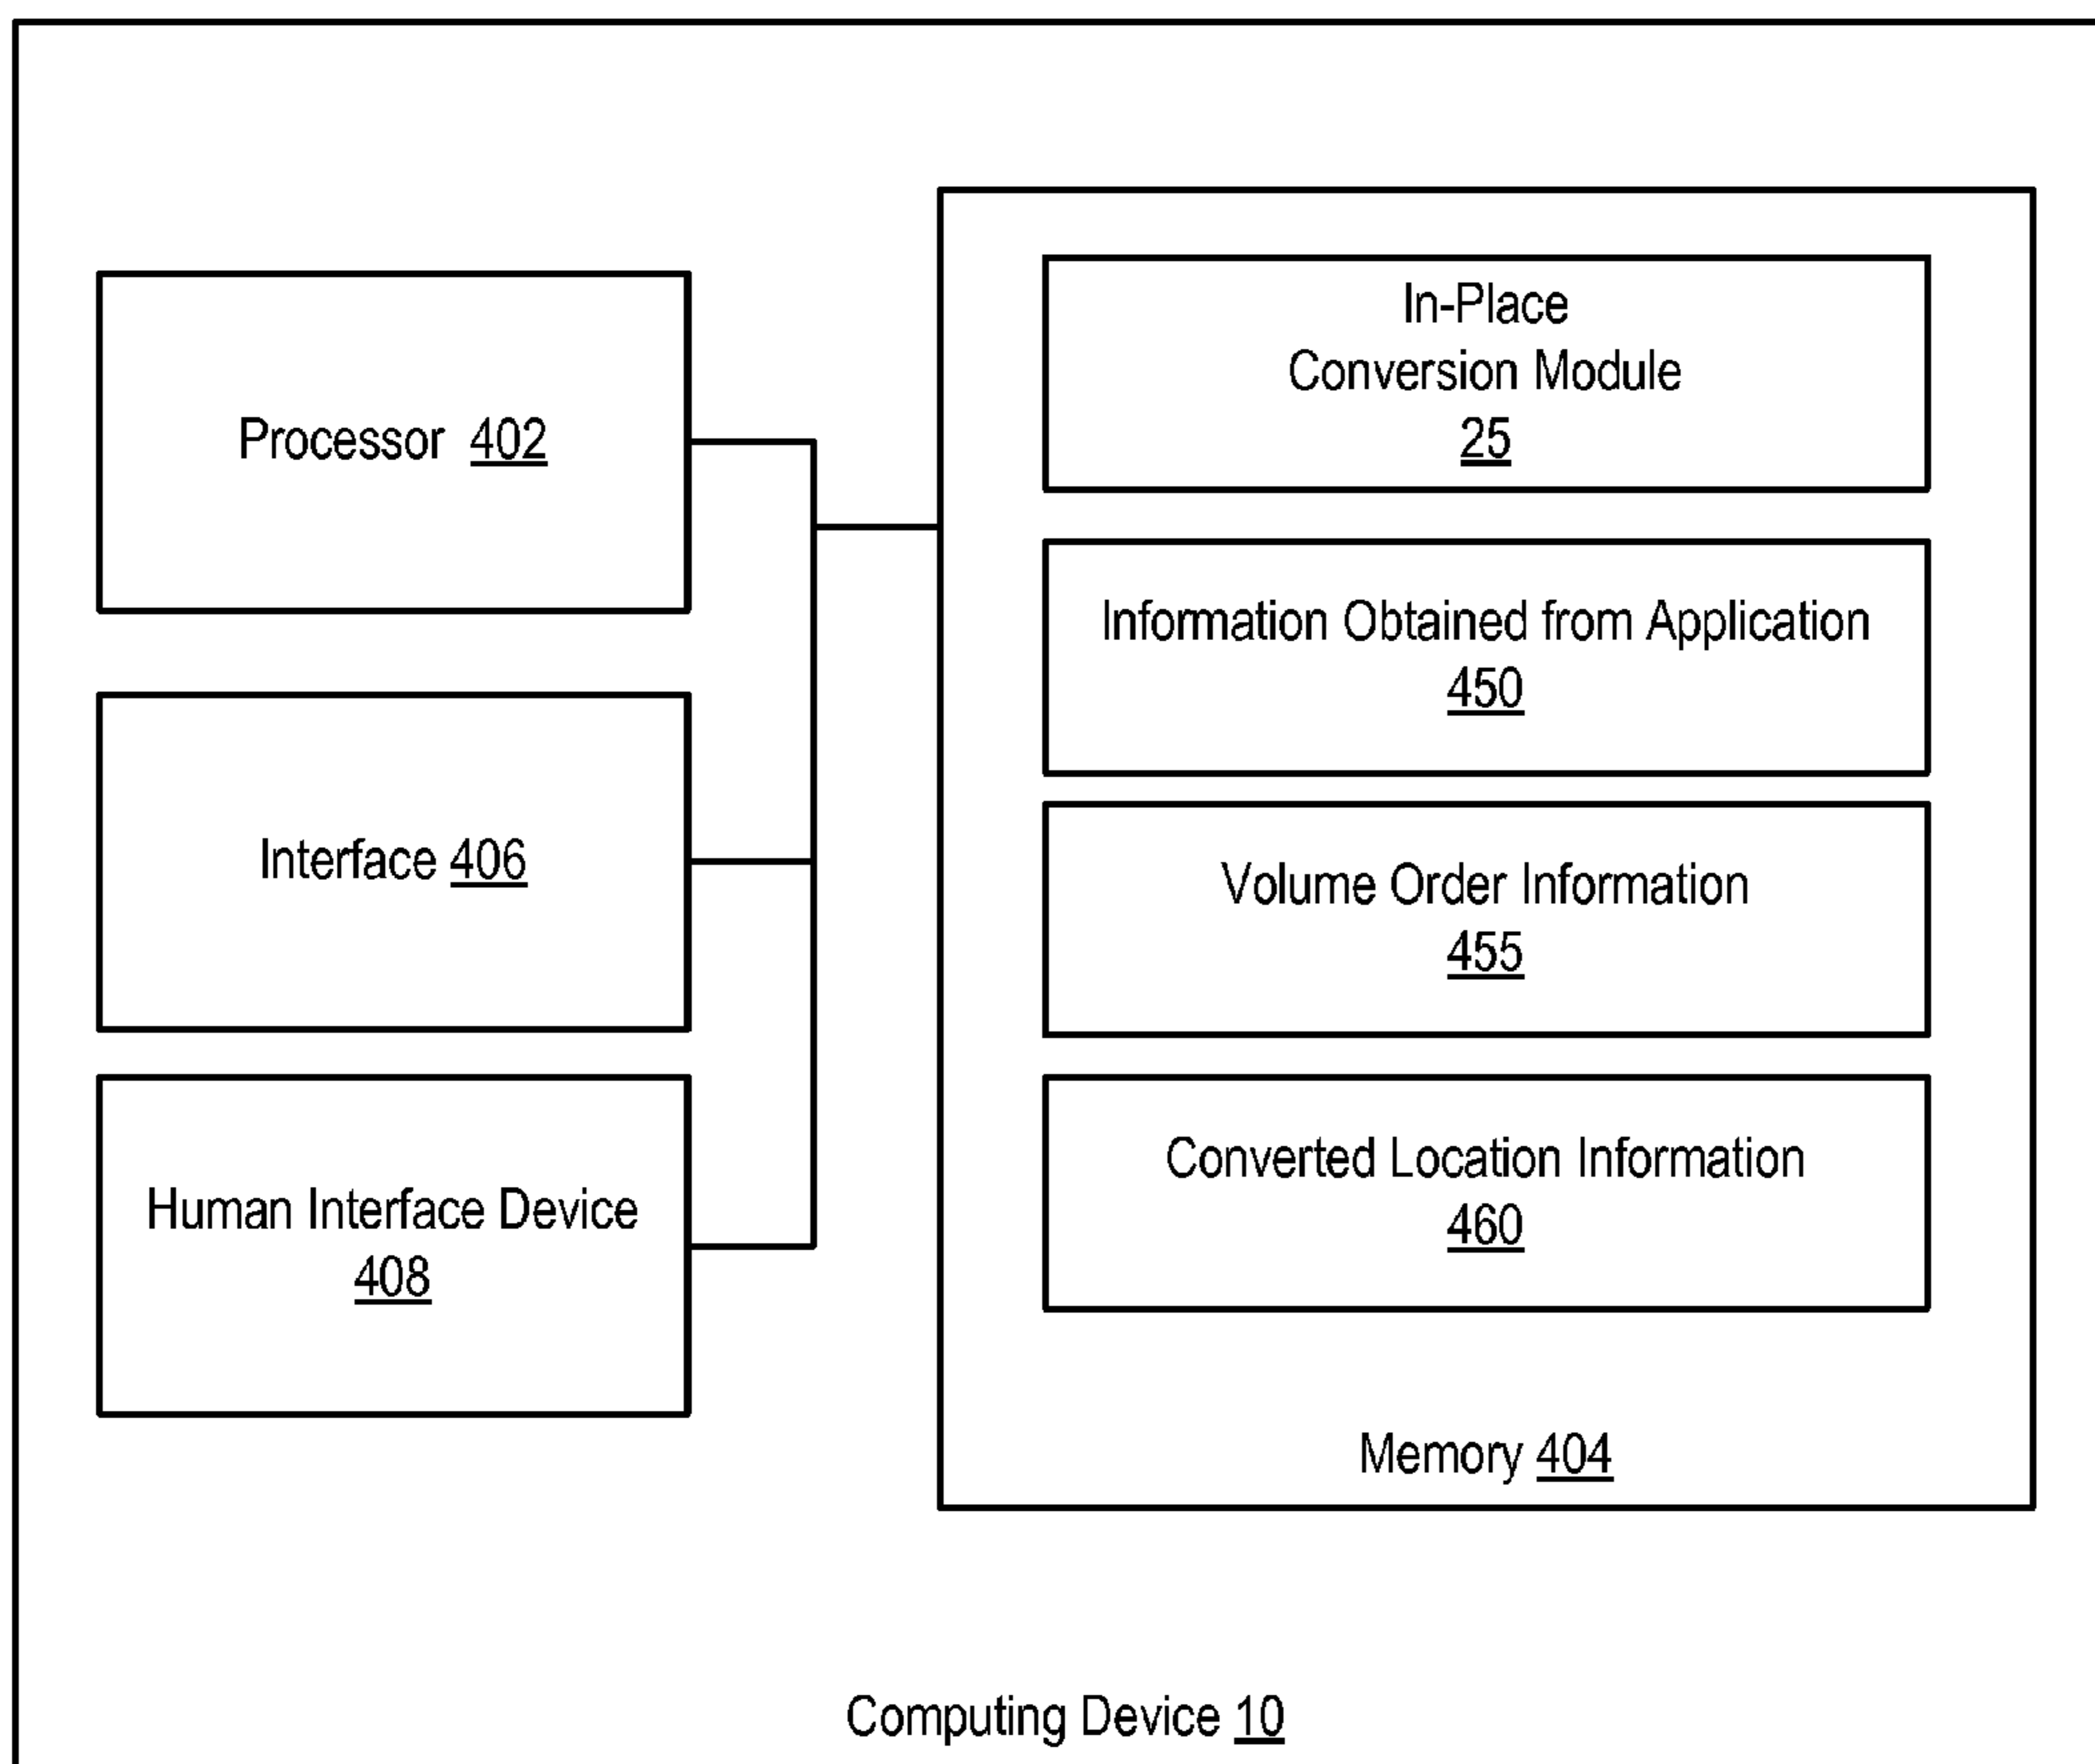 Processor 402
Interface 406
Human Interface Device
408
In-Place
Conversion Module
25
Information Obtained from Application
450
Volume Order Information
455
Converted Location Information
460
Memory 404
Computing Device 10